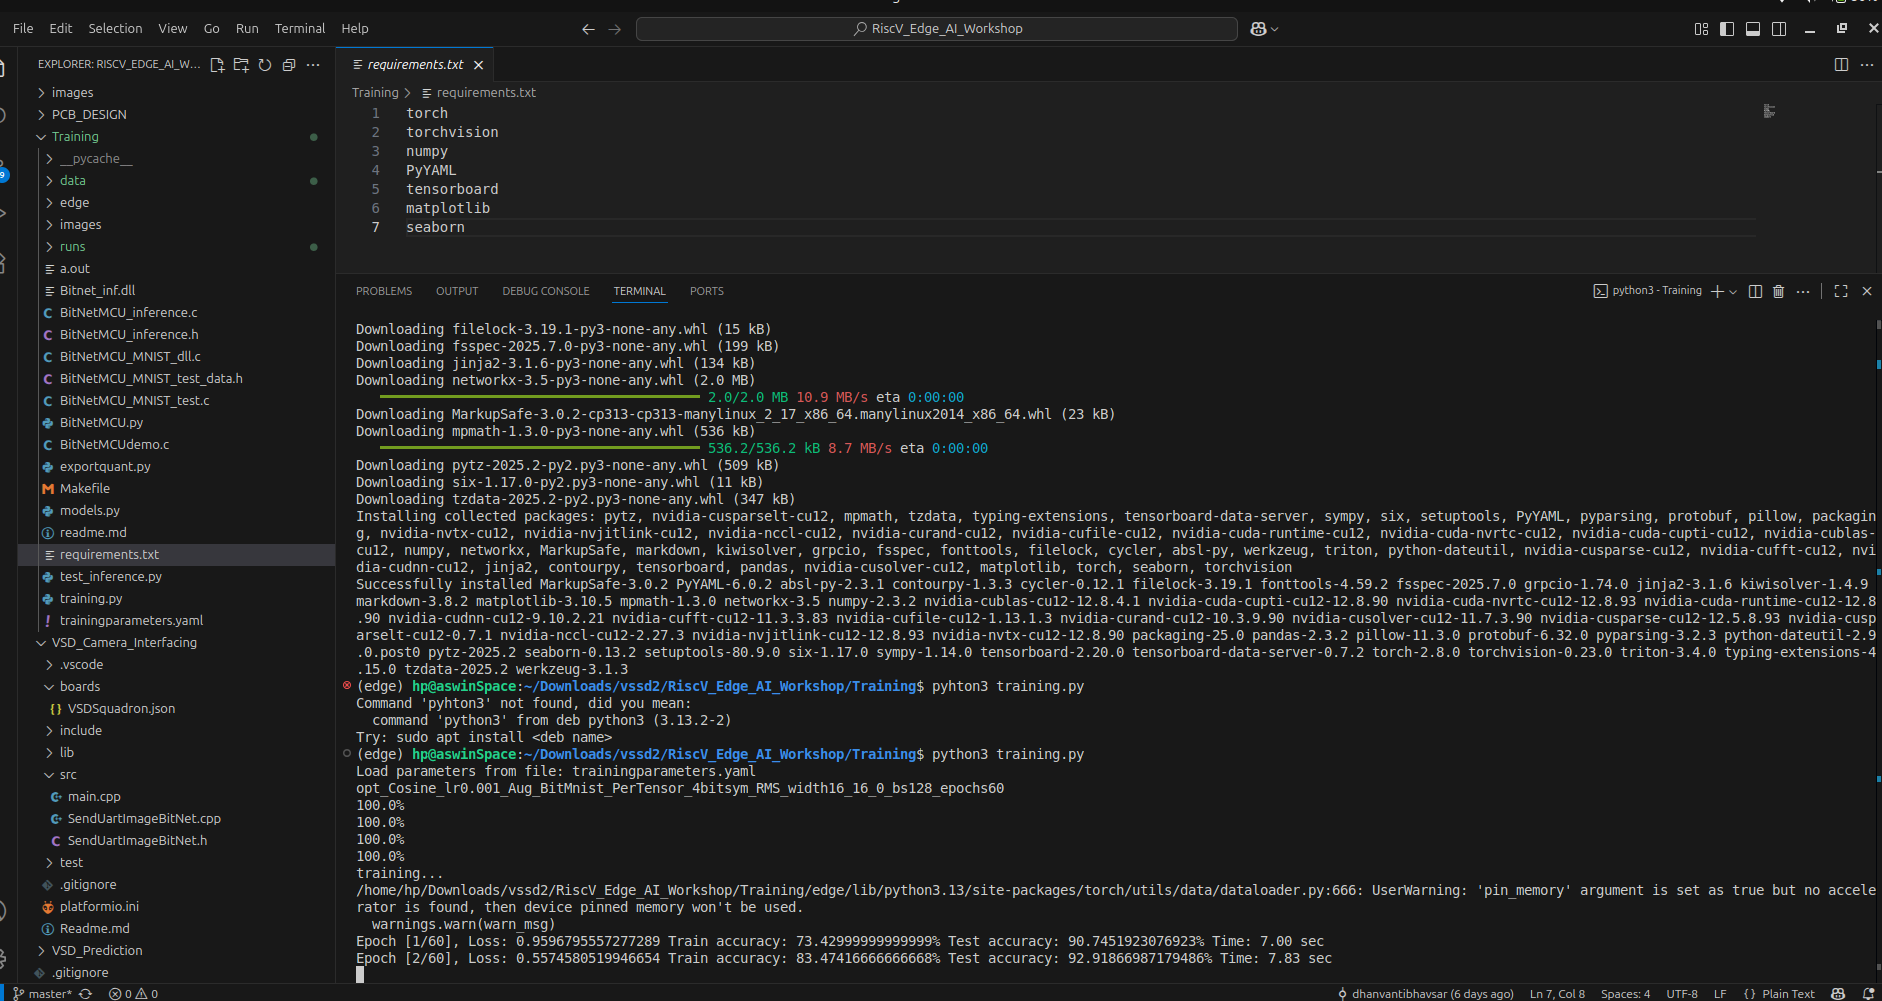 File Edit Selection View Go Run Terminal Help
RiscV_Edge_AI_Workshop
EXPLORER: RISCV_EDGE_AI_W...
images
PCB_DESIGN
Training
__pycache__
data
edge
images
runs
a.out
Bitnet_inf.dll
BitNetMCU_inference.c
BitNetMCU_inference.h
BitNetMCU_MNIST_dll.c
BitNetMCU_MNIST_test_data.h
BitNetMCU_MNIST_test.c
BitNetMCU.py
BitNetMCUdemo.c
exportquant.py
Makefile
models.py
readme.md
requirements.txt
test_inference.py
training.py
trainingparameters.yaml
VSD_Camera_Interfacing
.vscode
boards
VSDSquadron.json
include
lib
src
main.cpp
SendUartImageBitNet.cpp
SendUartImageBitNet.h
test
.gitignore
platformio.ini
Readme.md
VSD_Prediction
.gitignore
requirements.txt
Training > requirements.txt
1 torch
2 torchvision
3 numpy
4 PyYAML
5 tensorboard
6 matplotlib
7 seaborn
PROBLEMS OUTPUT DEBUG CONSOLE TERMINAL PORTS
python3 - Training
Downloading filelock-3.19.1-py3-none-any.whl (15 kB)
Downloading fsspec-2025.7.0-py3-none-any.whl (199 kB)
Downloading jinja2-3.1.6-py3-none-any.whl (134 kB)
Downloading networkx-3.5-py3-none-any.whl (2.0 MB)
2.0/2.0 MB 10.9 MB/s eta 0:00:00
Downloading MarkupSafe-3.0.2-cp313-cp313-manylinux_2_17_x86_64.manylinux2014_x86_64.whl (23 kB)
Downloading mpmath-1.3.0-py3-none-any.whl (536 kB)
536.2/536.2 kB 8.7 MB/s eta 0:00:00
Downloading pytz-2025.2-py2.py3-none-any.whl (509 kB)
Downloading six-1.17.0-py2.py3-none-any.whl (11 kB)
Downloading tzdata-2025.2-py2.py3-none-any.whl (347 kB)
Installing collected packages: pytz, nvidia-cusparselt-cu12, mpmath, tzdata, typing-extensions, tensorboard-data-server, sympy, six, setuptools, PyYAML, pyparsing, protobuf, pillow, packagin
g, nvidia-nvtx-cu12, nvidia-nvjitlink-cu12, nvidia-nccl-cu12, nvidia-curand-cu12, nvidia-cufile-cu12, nvidia-cuda-runtime-cu12, nvidia-cuda-nvrtc-cu12, nvidia-cuda-cupti-cu12, nvidia-cublas-
cu12, numpy, networkx, MarkupSafe, markdown, kiwisolver, grpcio, fsspec, fonttools, filelock, cycler, absl-py, werkzeug, triton, python-dateutil, nvidia-cusparse-cu12, nvidia-cufft-cu12, nvi
dia-cudnn-cu12, jinja2, contourpy, tensorboard, pandas, nvidia-cusolver-cu12, matplotlib, torch, seaborn, torchvision
Successfully installed MarkupSafe-3.0.2 PyYAML-6.0.2 absl-py-2.3.1 contourpy-1.3.3 cycler-0.12.1 filelock-3.19.1 fonttools-4.59.2 fsspec-2025.7.0 grpcio-1.74.0 jinja2-3.1.6 kiwisolver-1.4.9
markdown-3.8.2 matplotlib-3.10.5 mpmath-1.3.0 networkx-3.5 numpy-2.3.2 nvidia-cublas-cu12-12.8.4.1 nvidia-cuda-cupti-cu12-12.8.90 nvidia-cuda-nvrtc-cu12-12.8.93 nvidia-cuda-runtime-cu12-12.8
.90 nvidia-cudnn-cu12-9.10.2.21 nvidia-cufft-cu12-11.3.3.83 nvidia-cufile-cu12-1.13.1.3 nvidia-curand-cu12-10.3.9.90 nvidia-cusolver-cu12-11.7.3.90 nvidia-cusparse-cu12-12.5.8.93 nvidia-cusp
arselt-cu12-0.7.1 nvidia-nccl-cu12-2.27.3 nvidia-nvjitlink-cu12-12.8.93 nvidia-nvtx-cu12-12.8.90 packaging-25.0 pandas-2.3.2 pillow-11.3.0 protobuf-6.32.0 pyparsing-3.2.3 python-dateutil-2.9
.0.post0 pytz-2025.2 seaborn-0.13.2 setuptools-80.9.0 six-1.17.0 sympy-1.14.0 tensorboard-2.20.0 tensorboard-data-server-0.7.2 torch-2.8.0 torchvision-0.23.0 triton-3.4.0 typing-extensions-4
.15.0 tzdata-2025.2 werkzeug-3.1.3
(edge) hp@aswinSpace:~/Downloads/vssd2/RiscV_Edge_AI_Workshop/Training$ pyhton3 training.py
Command 'pyhton3' not found, did you mean:
command 'python3' from deb python3 (3.13.2-2)
Try: sudo apt install <deb name>
(edge) hp@aswinSpace:~/Downloads/vssd2/RiscV_Edge_AI_Workshop/Training$ python3 training.py
Load parameters from file: trainingparameters.yaml
opt_Cosine_lr0.001_Aug_BitMnist_PerTensor_4bitsym_RMS_width16_16_0_bs128_epochs60
100.0%
100.0%
100.0%
100.0%
training...
/home/hp/Downloads/vssd2/RiscV_Edge_AI_Workshop/Training/edge/lib/python3.13/site-packages/torch/utils/data/dataloader.py:666: UserWarning: 'pin_memory' argument is set as true but no accele
rator is found, then device pinned memory won't be used.
warnings.warn(warn_msg)
Epoch [1/60], Loss: 0.9596795557277289 Train accuracy: 73.42999999999999% Test accuracy: 90.7451923076923% Time: 7.00 sec
Epoch [2/60], Loss: 0.5574580519946654 Train accuracy: 83.47416666666668% Test accuracy: 92.91866987179486% Time: 7.83 sec
master* 0 0 dhanvantibhavsar (6 days ago) Ln 7, Col 8 Spaces: 4 UTF-8 LF {} Plain Text